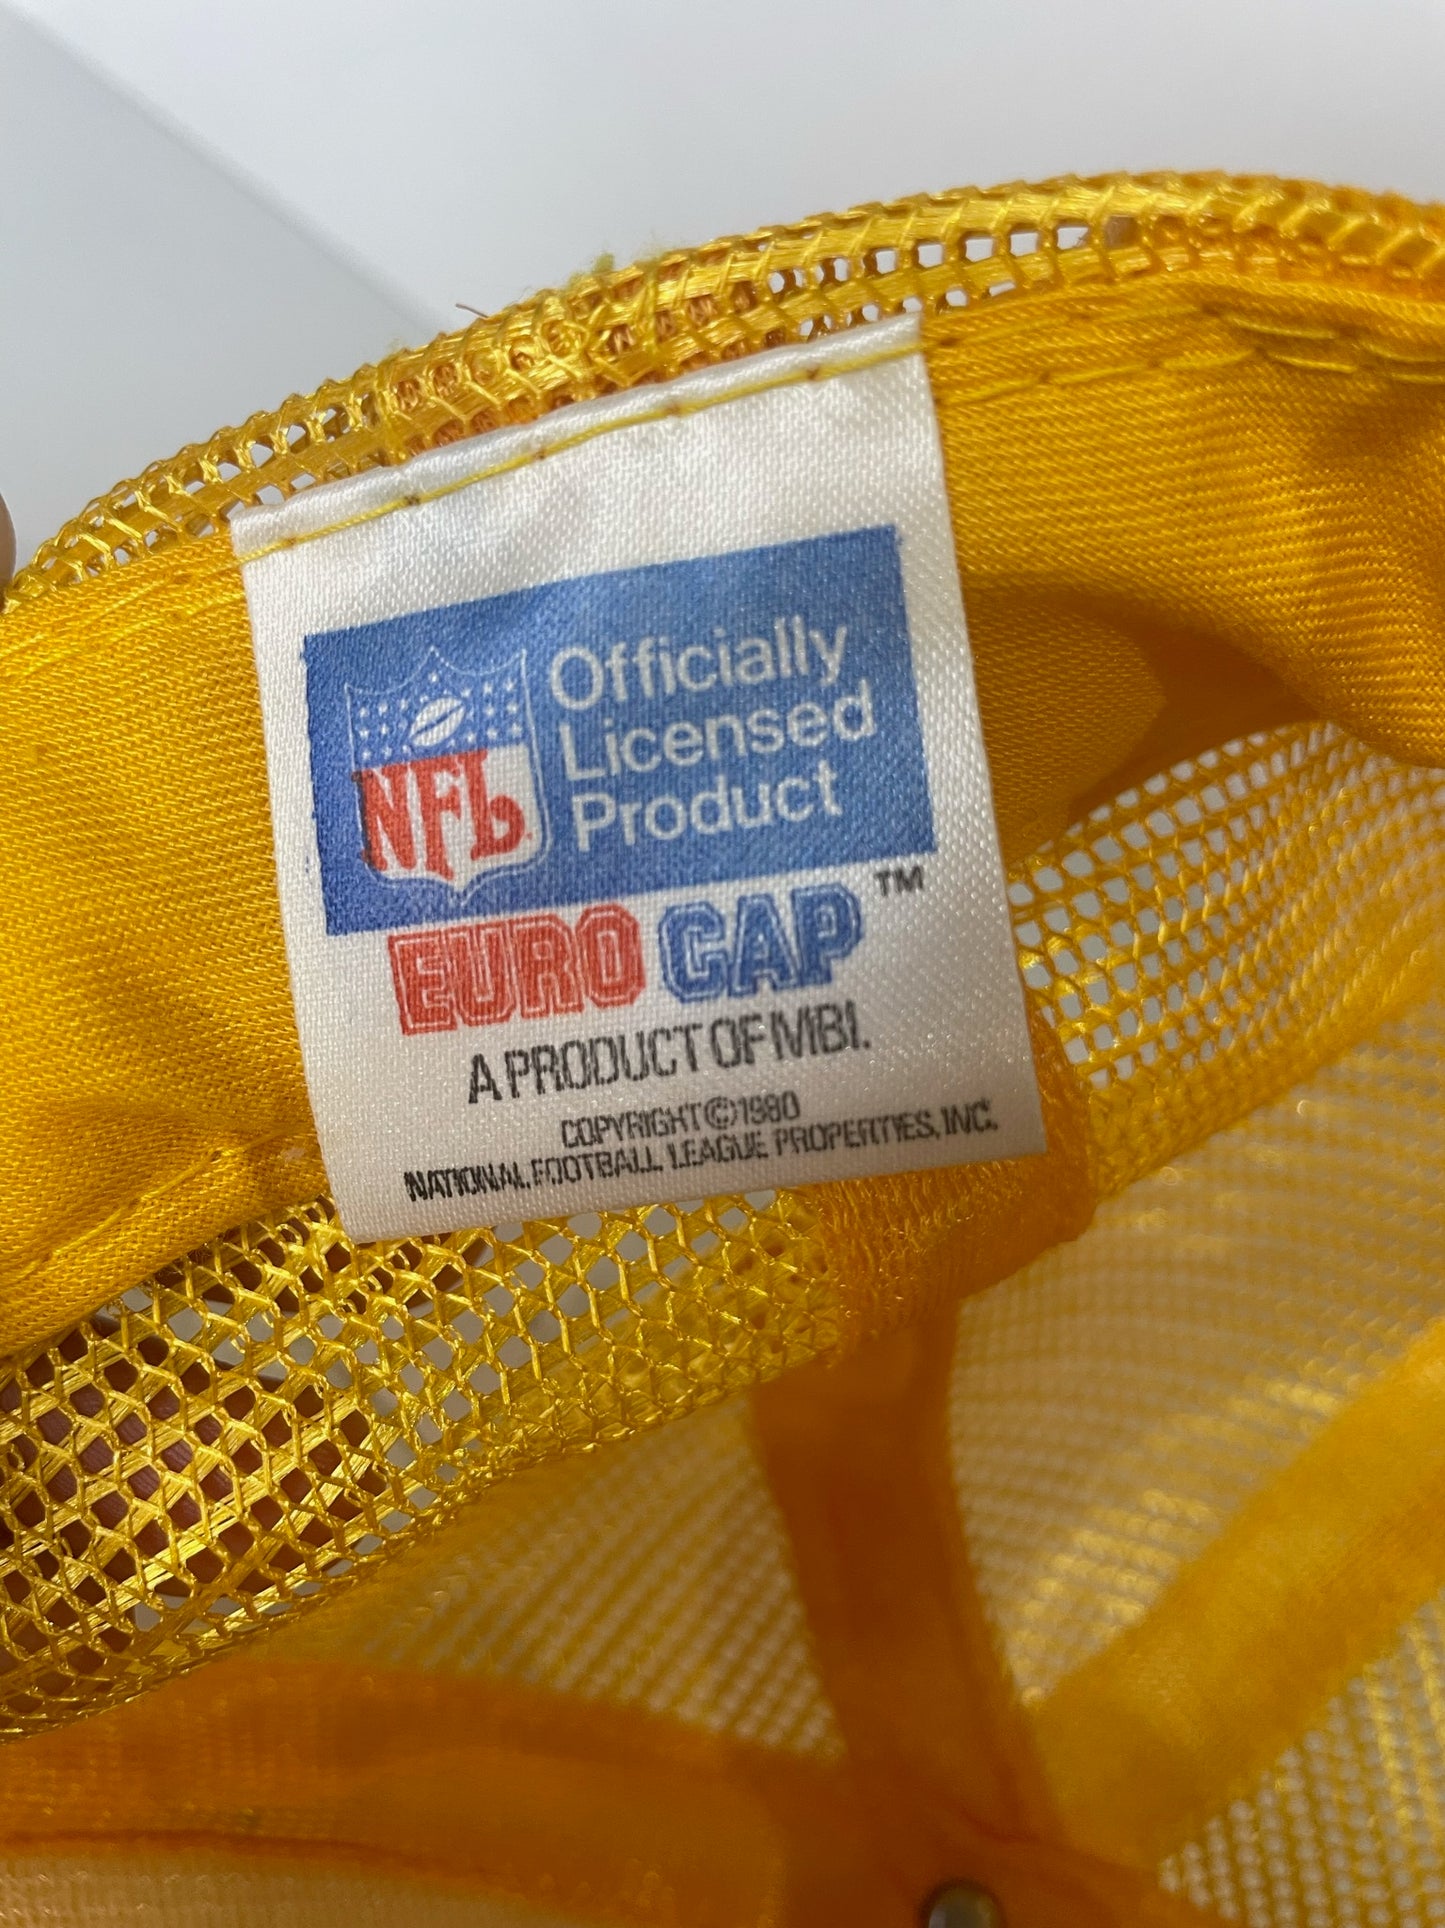 NFL
Officially
Licensed
Product
EURO CAP™
A PRODUCT OF MBI.
COPYRIGHT © 1980
NATIONAL FOOTBALL LEAGUE PROPERTIES, INC.